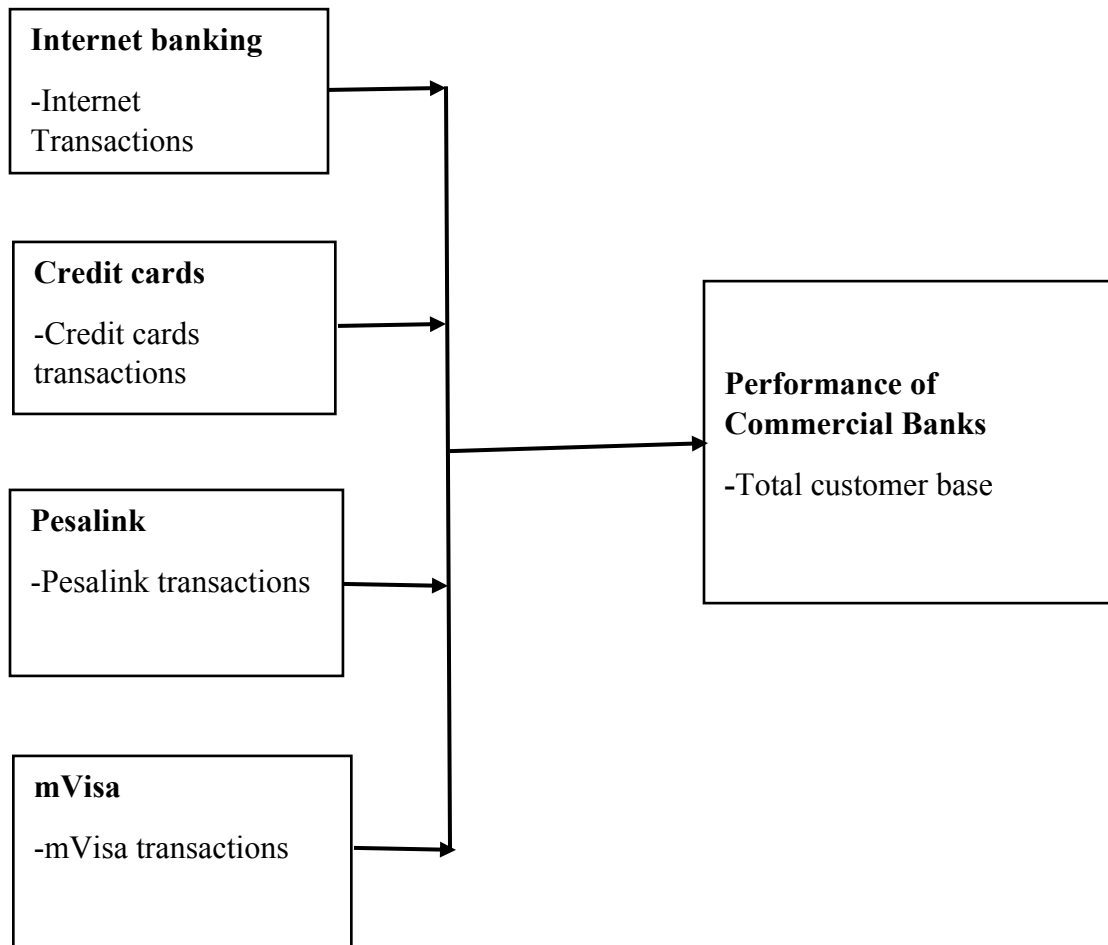 Internet banking
-Internet
Transactions
Credit cards
-Credit cards
transactions
Pesalink
-Pesalink transactions
mVisa
-mVisa transactions
Performance of
Commercial Banks
-Total customer base